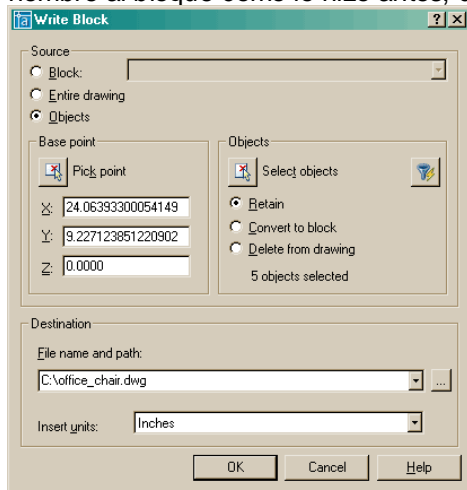 Write Block
Source
Block:
Entire drawing
Objects
Base point
Pick point
X: 24.06393300054149
Y: 9.227123851220902
Z: 0.0000
Objects
Select objects
Retain
Convert to block
Delete from drawing
5 objects selected
Destination
File name and path:
C:\office_chair.dwg
...
Insert units: Inches
OK Cancel Help